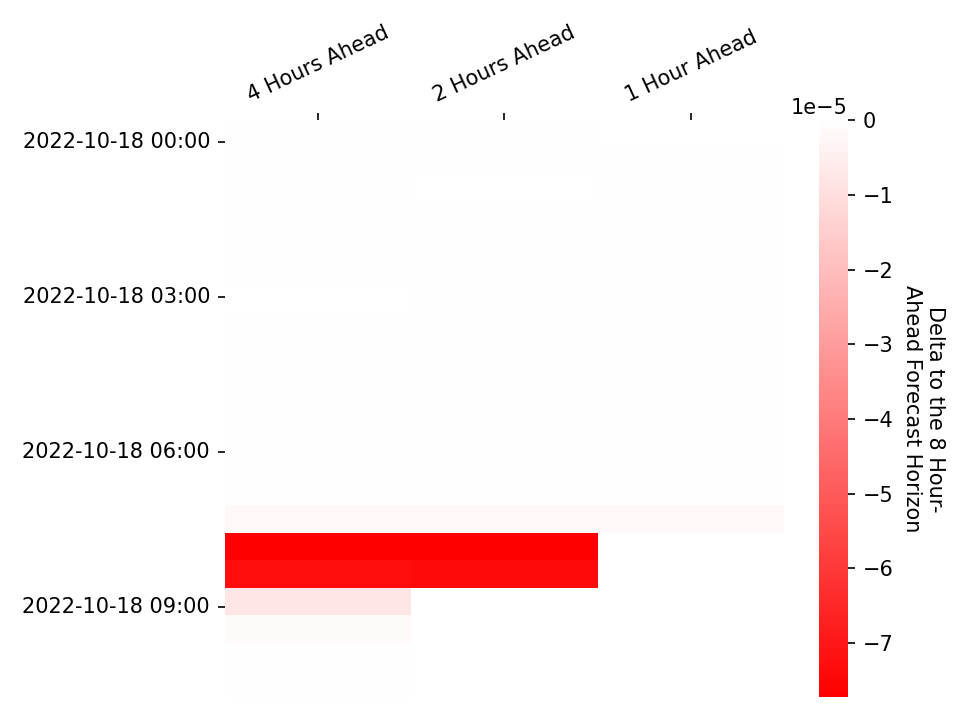 4 Hours Ahead
2 Hours Ahead
1 Hour Ahead
1e−5
2022-10-18 00:00
2022-10-18 03:00
2022-10-18 06:00
2022-10-18 09:00
0
−1
−2
−3
−4
−5
−6
−7
Delta to the 8 Hour-
Ahead Forecast Horizon